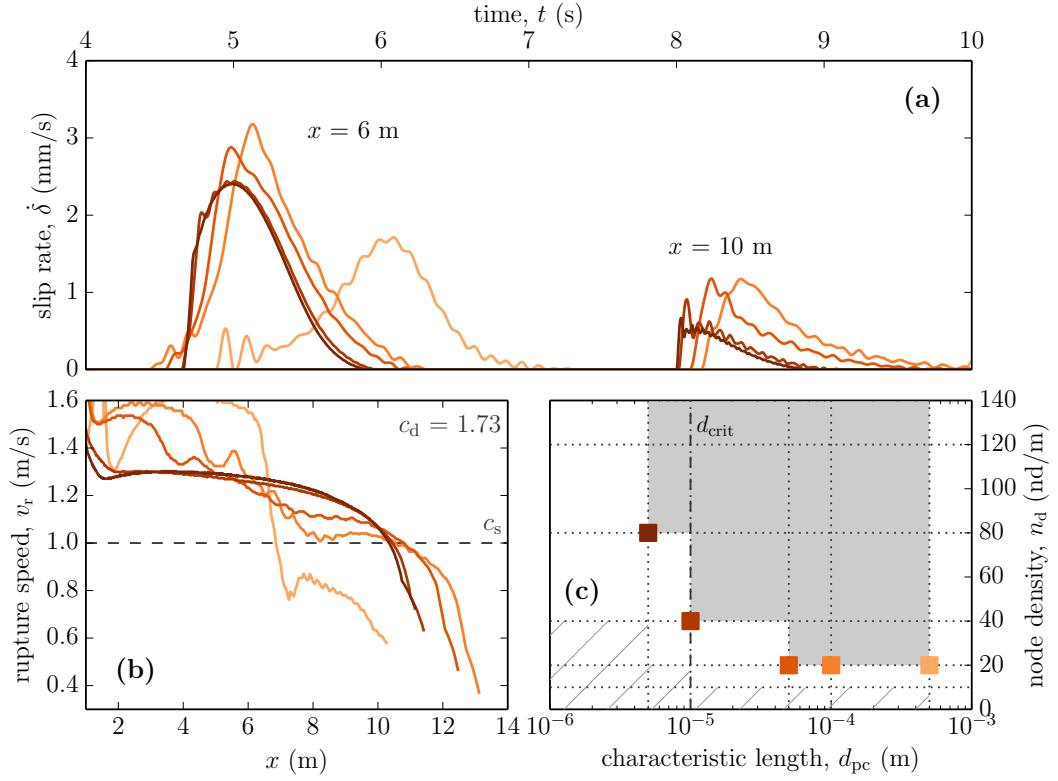 time, t (s)
4 5 6 7 8 9 10
4
3
2
1
0
slip rate, δ̇ (mm/s)
(a)
x = 6 m
x = 10 m
1.6
1.4
1.2
1.0
0.8
0.6
0.4
rupture speed, vr (m/s)
cd = 1.73
cs
(b)
2 4 6 8 10 12 14
x (m)
dcrit
(c)
140
120
100
80
60
40
20
0
node density, nd (nd/m)
10−6 10−5 10−4 10−3
characteristic length, dpc (m)